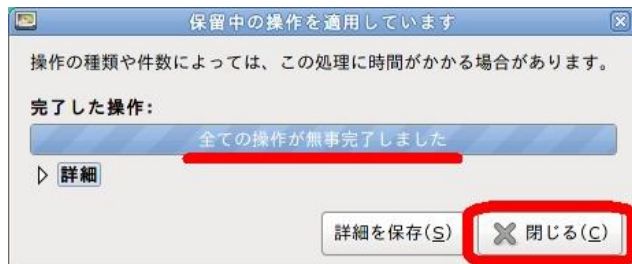 保留中の操作を適用しています
操作の種類や件数によっては、この処理に時間がかかる場合があります。
完了した操作:
全ての操作が無事完了しました
詳細
詳細を保存(S) 閉じる(C)